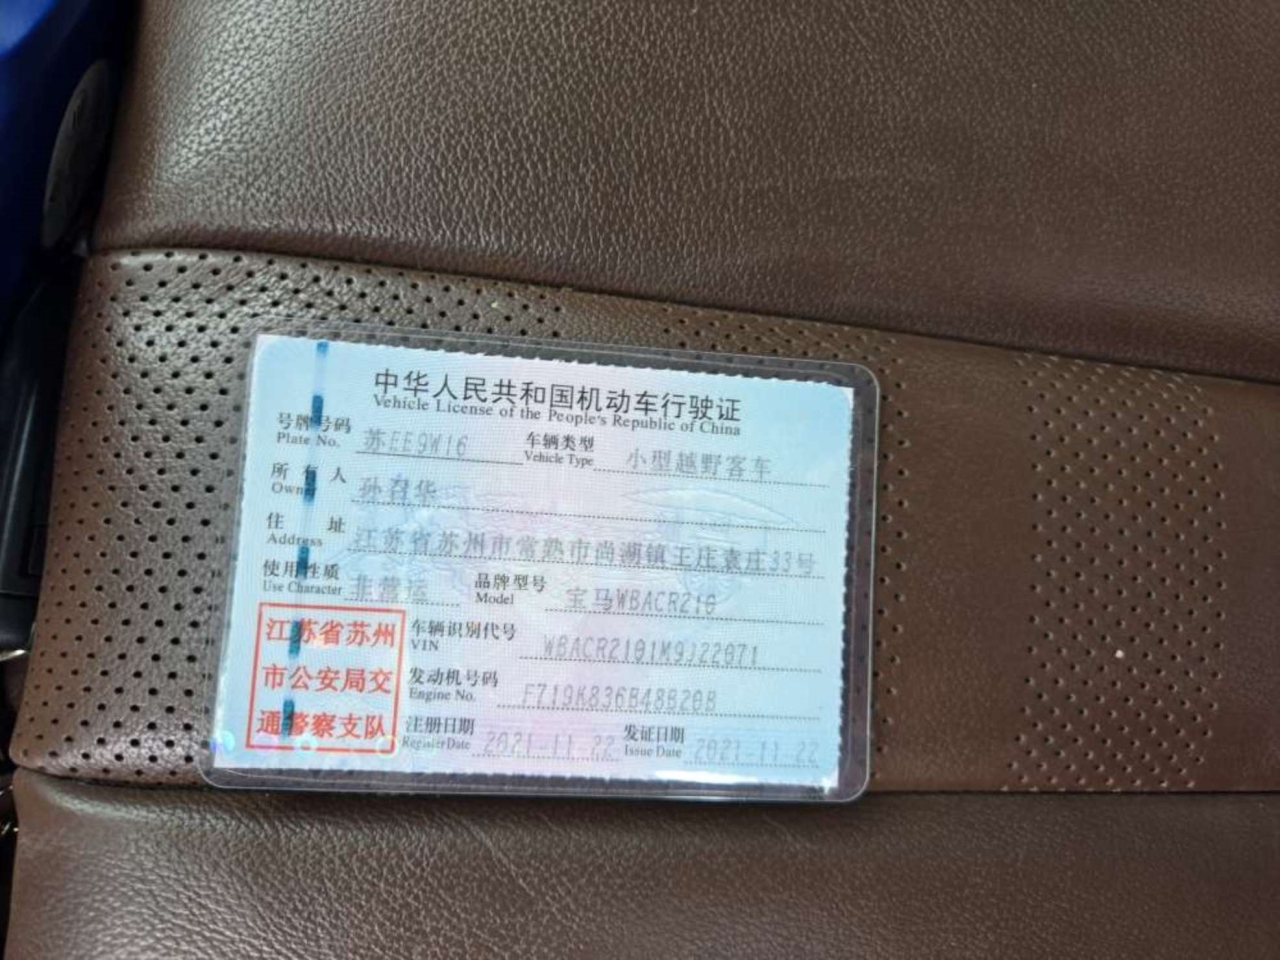 中华人民共和国机动车行驶证
Vehicle License of the People's Republic of China
号牌号码 苏EE9W16 车辆类型 小型越野客车
Plate No. Vehicle Type
所有人 孙召华
Owner
住址 江苏省苏州市常熟市尚湖镇王庄袁庄33号
Address
使用性质 非营运 品牌型号 宝马WBACR210
Use Character Model
江苏省苏州 车辆识别代号 WBACR2101M9J22071
VIN
市公安局交 发动机号码 F719K836B48B20B
Engine No.
通警察支队 注册日期 2021-11-22 发证日期 2021-11-22
Register Date Issue Date